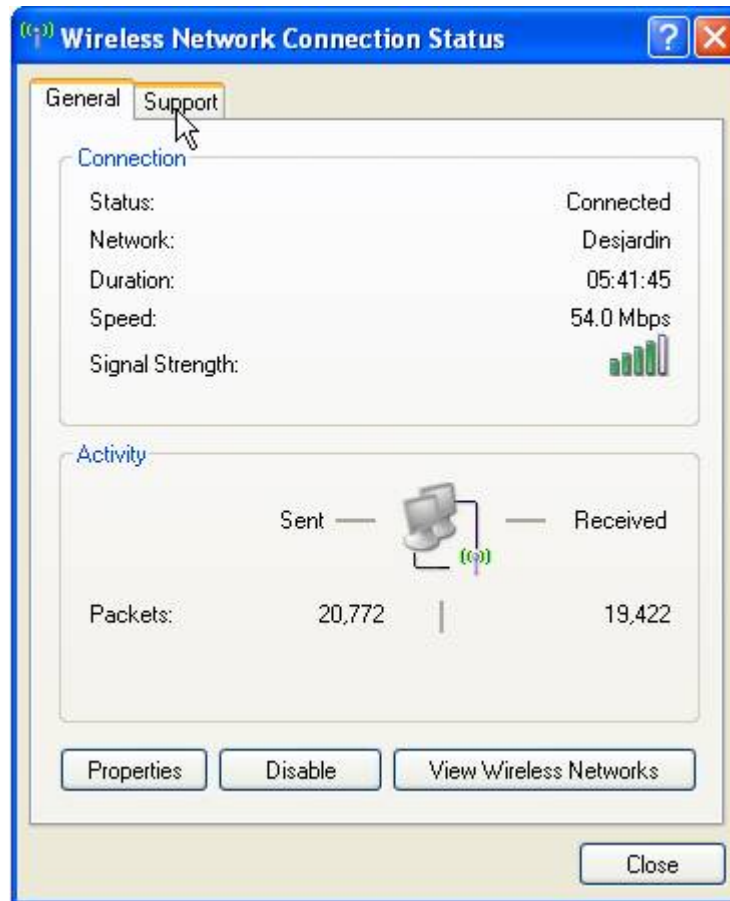 Wireless Network Connection Status
General Support
Connection
Status: Connected
Network: Desjardin
Duration: 05:41:45
Speed: 54.0 Mbps
Signal Strength:
Activity
Sent Received
Packets: 20,772 19,422
Properties Disable View Wireless Networks
Close